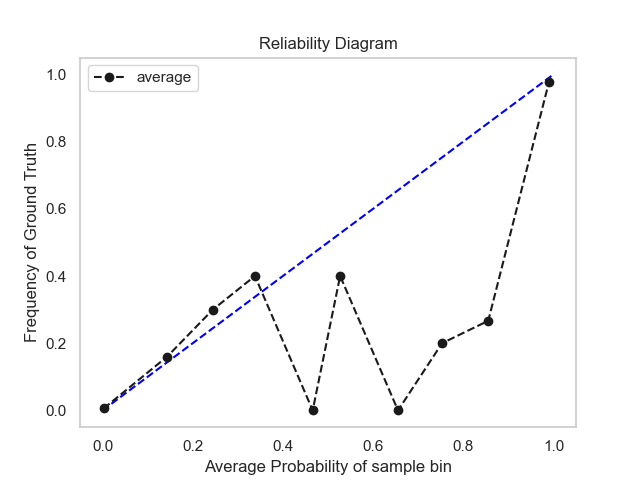 Reliability Diagram
average
Frequency of Ground Truth
1.0
0.8
0.6
0.4
0.2
0.0
0.0 0.2 0.4 0.6 0.8 1.0
Average Probability of sample bin